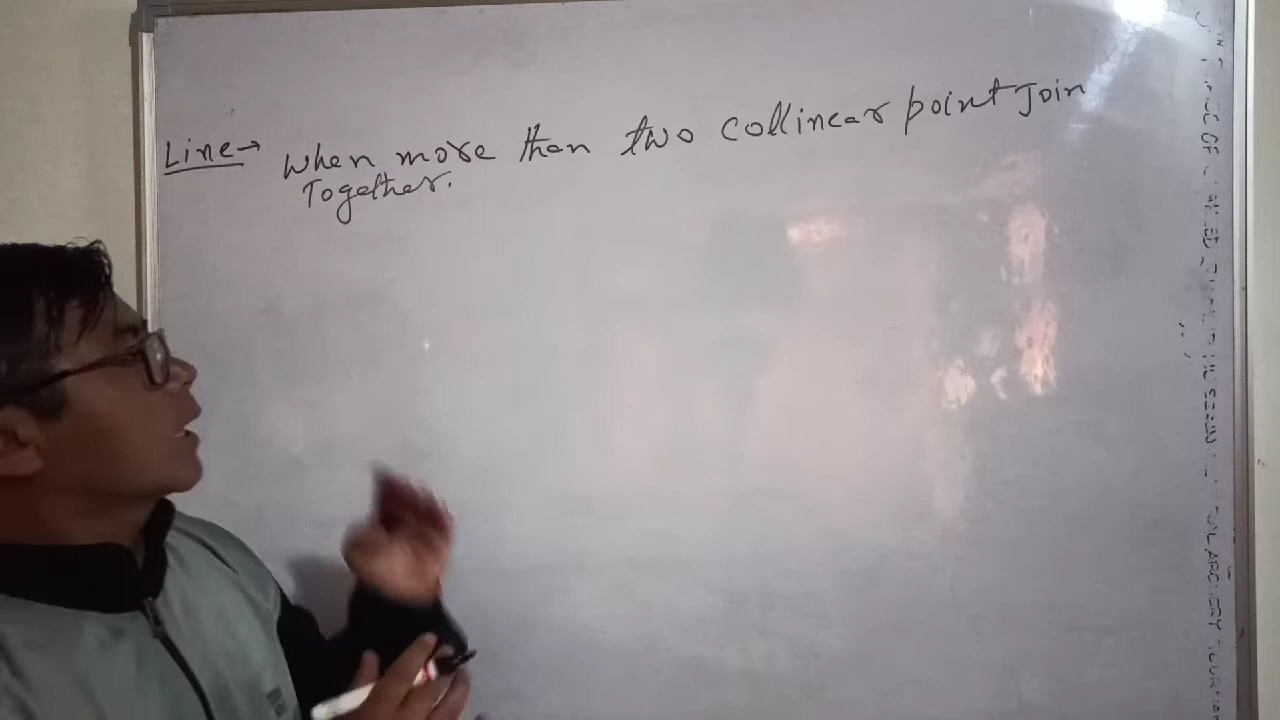 Line→ When more than two collinear point Join
Together.